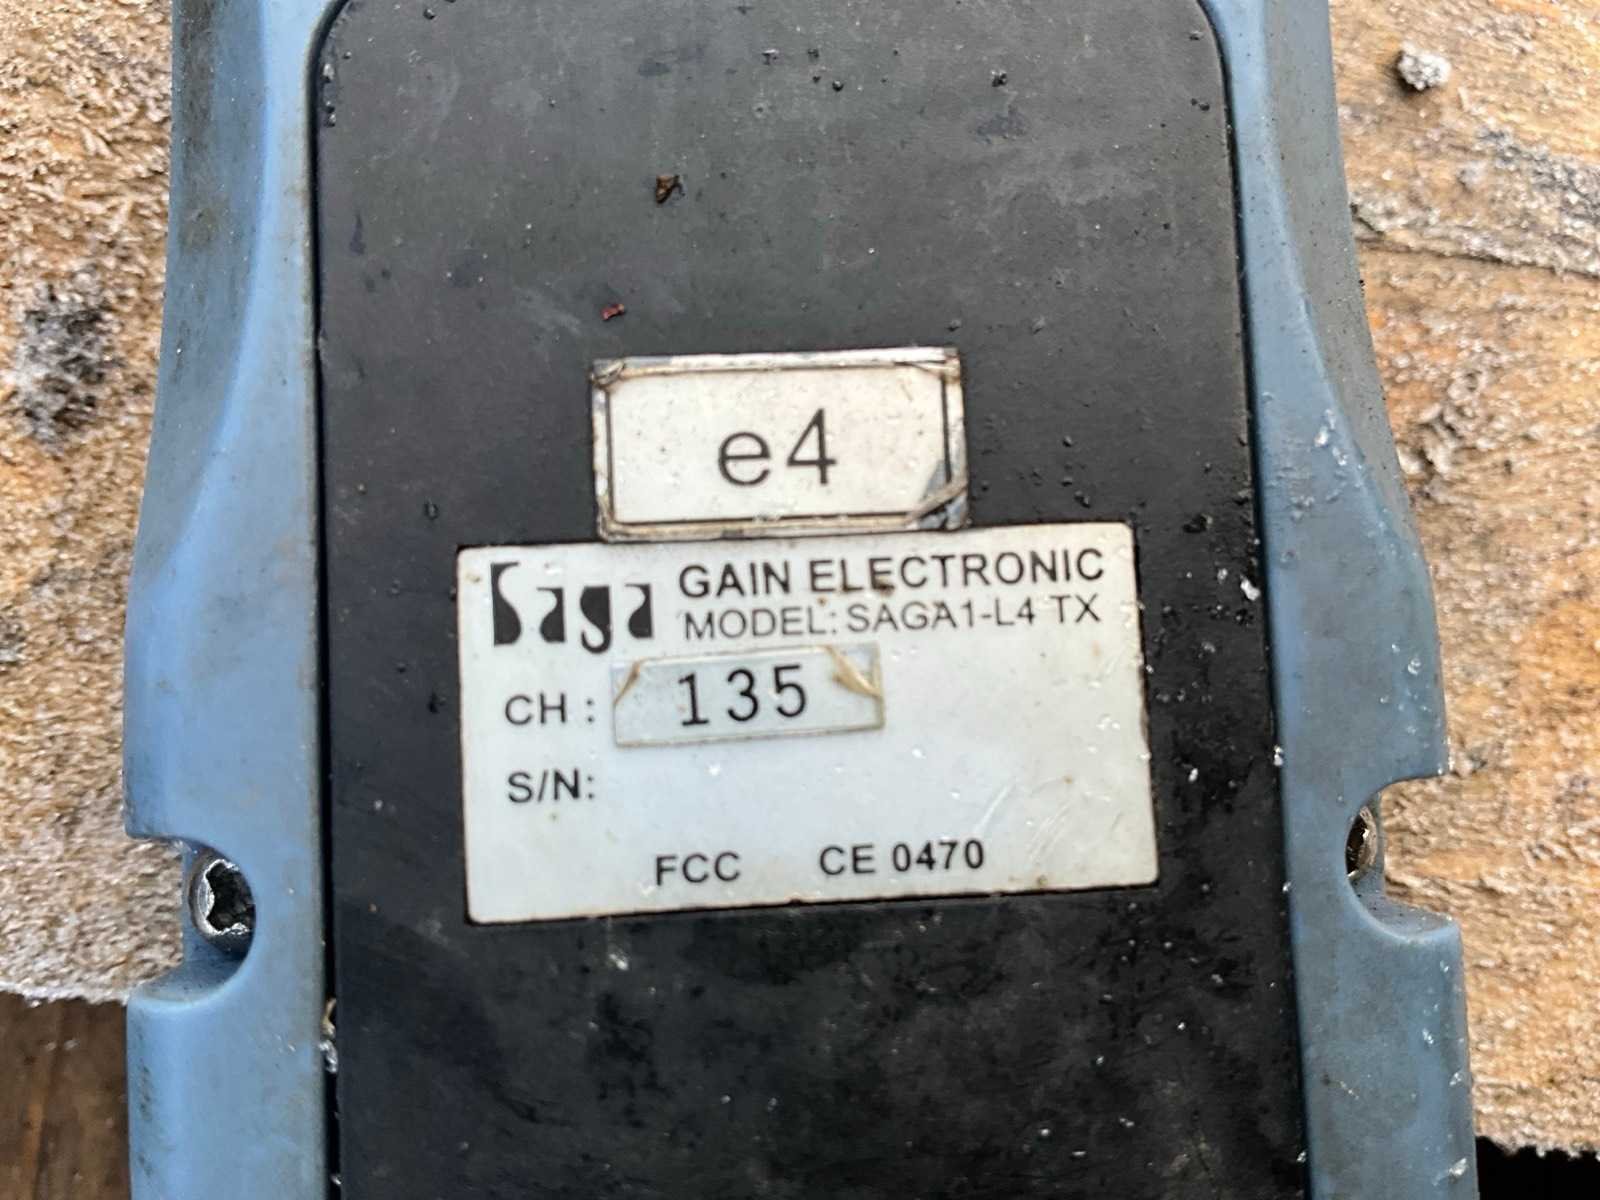 e4
Saga GAIN ELECTRONIC
MODEL: SAGA1-L4 TX
CH : 135
S/N:
FCC CE 0470